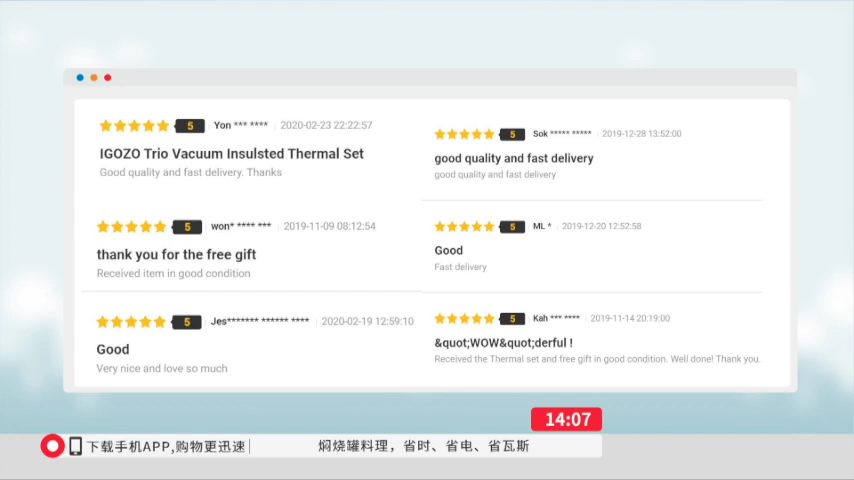 5 Yon *** **** 2020-02-23 22:22:57
IGOZO Trio Vacuum Insulsted Thermal Set
Good quality and fast delivery. Thanks
5 won* **** *** 2019-11-09 08:12:54
thank you for the free gift
Received item in good condition
5 Jes******* ****** **** 2020-02-19 12:59:10
Good
Very nice and love so much
5 Sok ***** ***** 2019-12-28 13:52:00
good quality and fast delivery
good quality and fast delivery
5 ML * 2019-12-20 12:52:58
Good
Fast delivery
5 Kah *** **** 2019-11-14 20:19:00
&quot;WOW&quot;derful !
Received the Thermal set and free gift in good condition. Well done! Thank you.
14:07
下载手机APP,购物更迅速
焖烧罐料理，省时、省电、省瓦斯